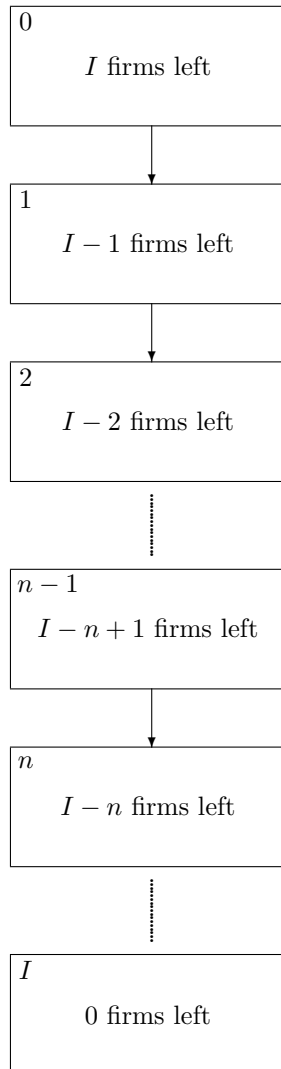 0
I firms left
1
I − 1 firms left
2
I − 2 firms left
n − 1
I − n + 1 firms left
n
I − n firms left
I
0 firms left